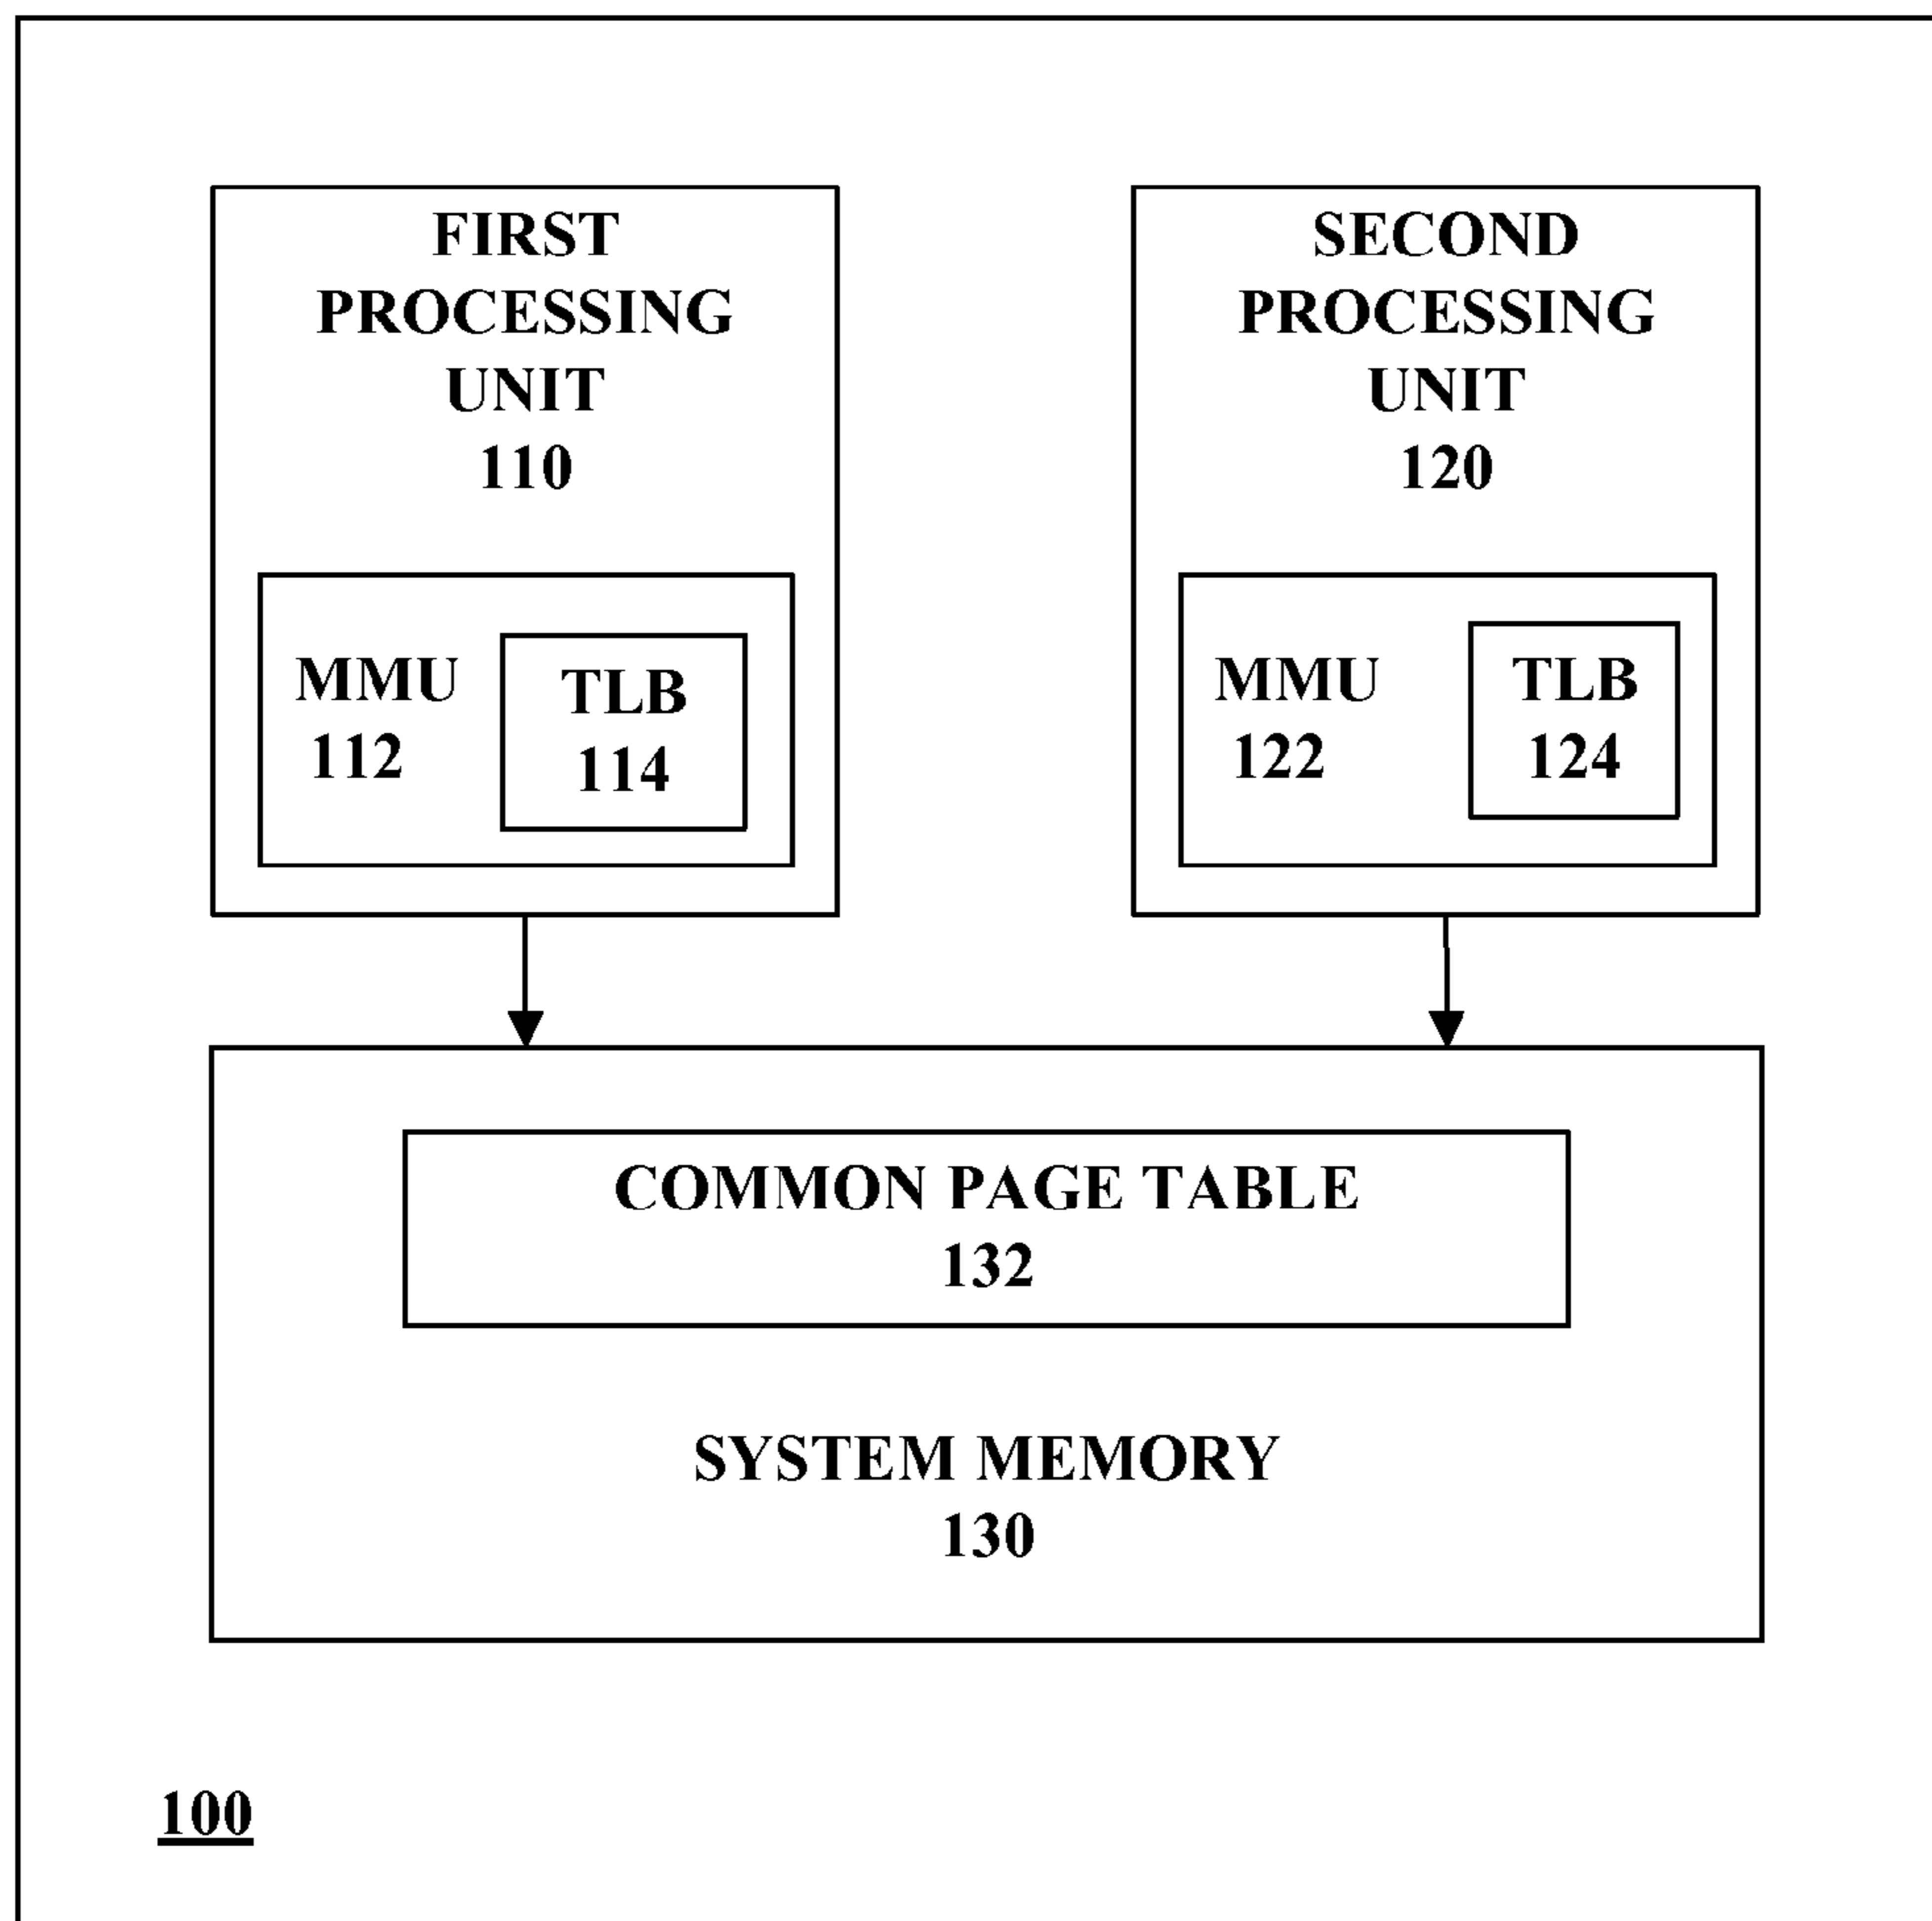 FIRST
PROCESSING
UNIT
110
MMU
112
TLB
114
SECOND
PROCESSING
UNIT
120
MMU
122
TLB
124
COMMON PAGE TABLE
132
SYSTEM MEMORY
130
100